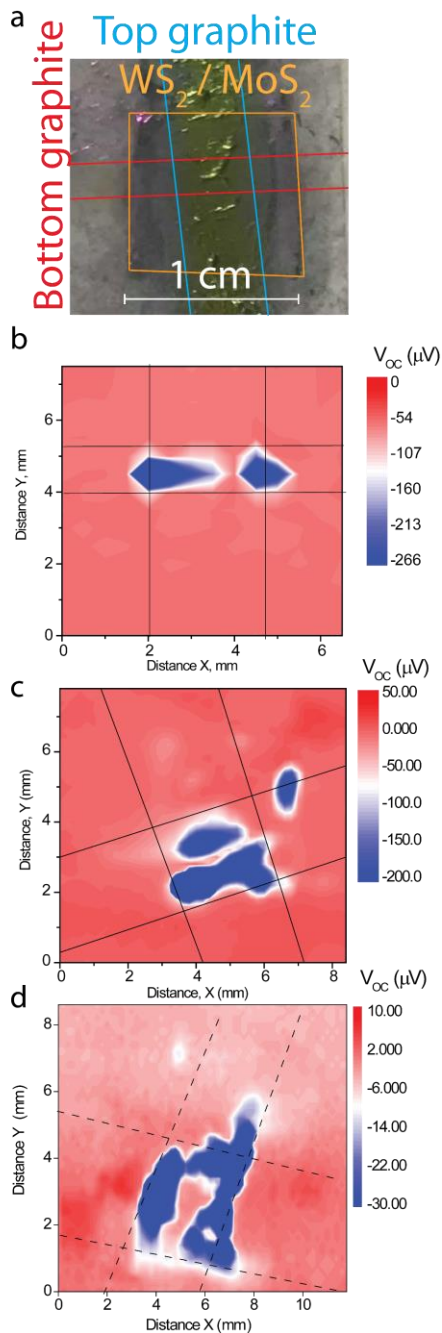 a
Top graphite
Bottom graphite
WS2 / MoS2
1 cm
b
VOC (μV)
0
-54
-107
-160
-213
-266
Distance Y, mm
6
4
2
0
0 2 4 6
Distance X, mm
c
VOC (μV)
50.00
0.000
-50.00
-100.0
-150.0
-200.0
Distance, Y (mm)
6
4
2
0
0 2 4 6 8
Distance, X (mm)
d
VOC (μV)
10.00
2.000
-6.000
-14.00
-22.00
-30.00
Distance Y (mm)
8
6
4
2
0
0 2 4 6 8 10
Distance X (mm)